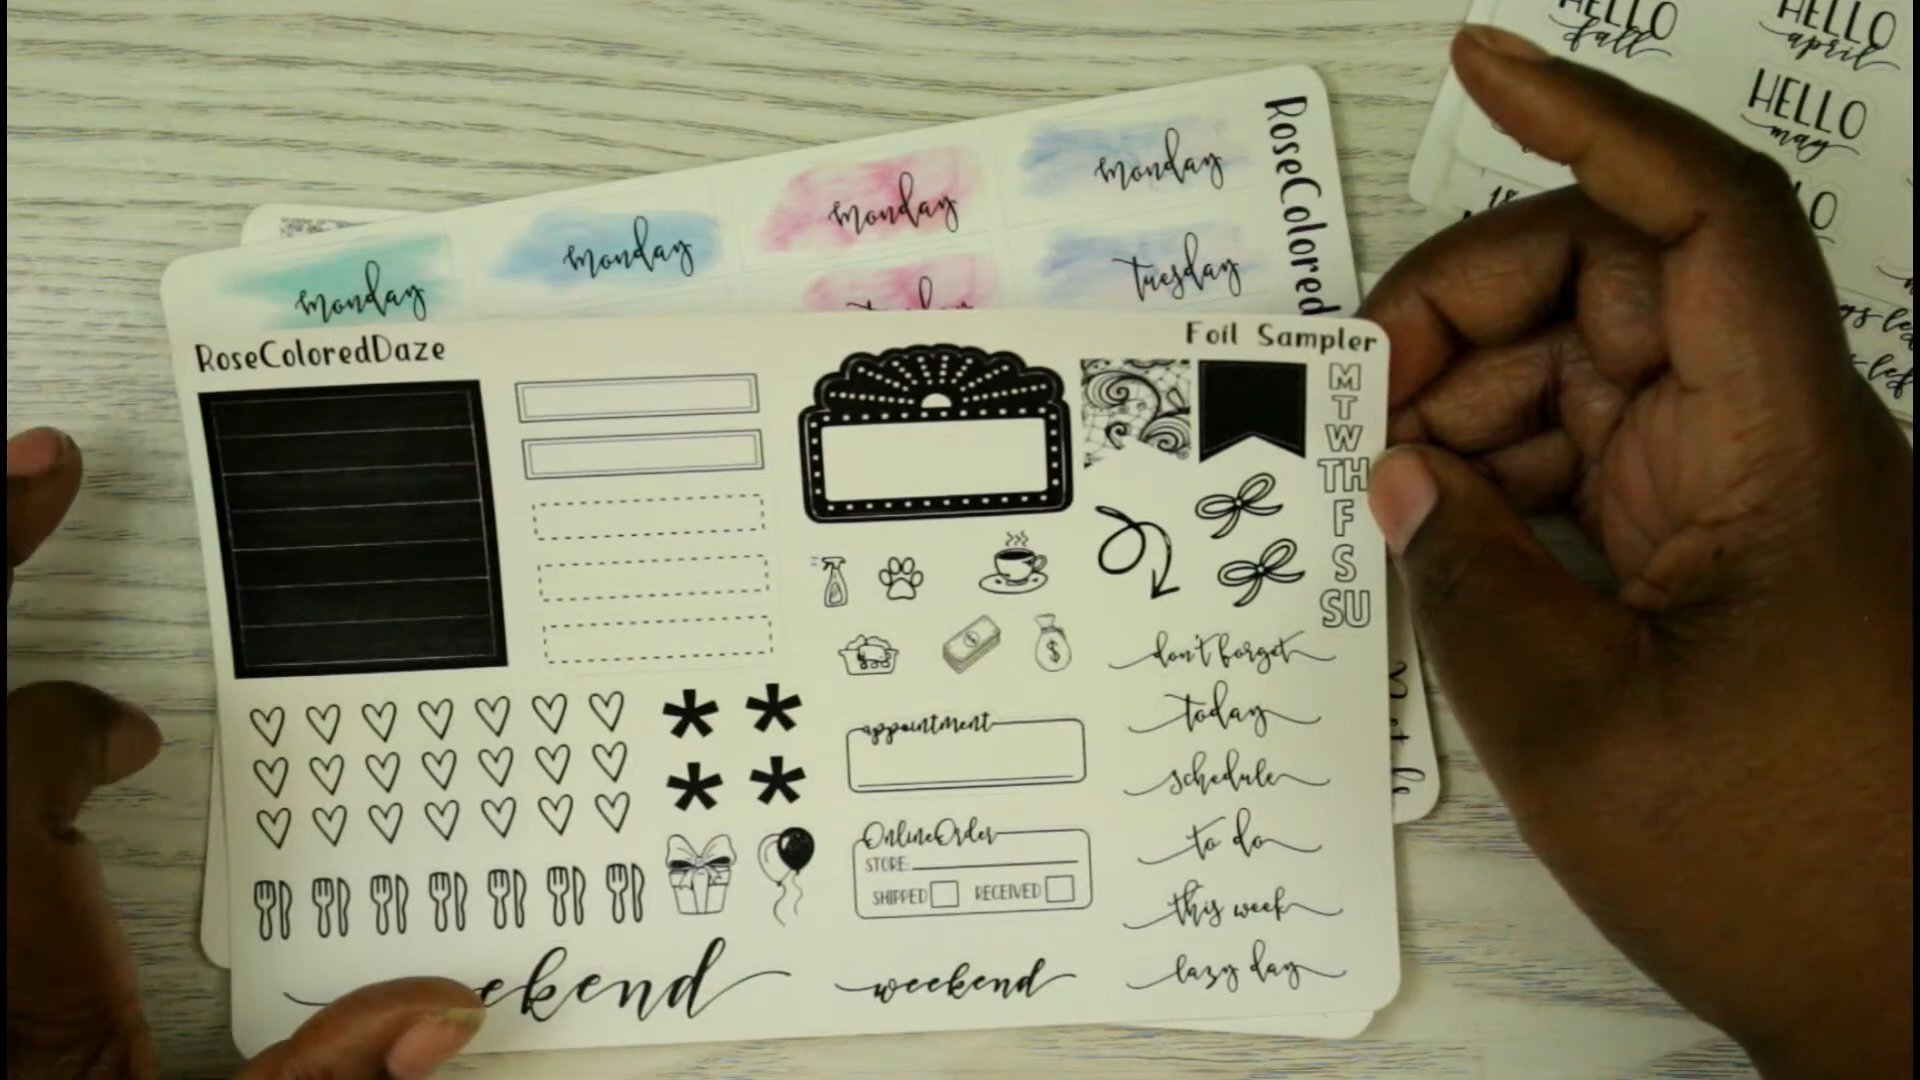 HELLO
fall
HELLO
april
HELLO
may
RoseColored
monday
monday
monday
monday
tuesday
RoseColoredDaze
Foil Sampler
M
T
W
TH
F
S
SU
don't forget
today
schedule
to do
this week
lazy day
appointment
OnlineOrder
STORE:
SHIPPED
RECEIVED
weekend